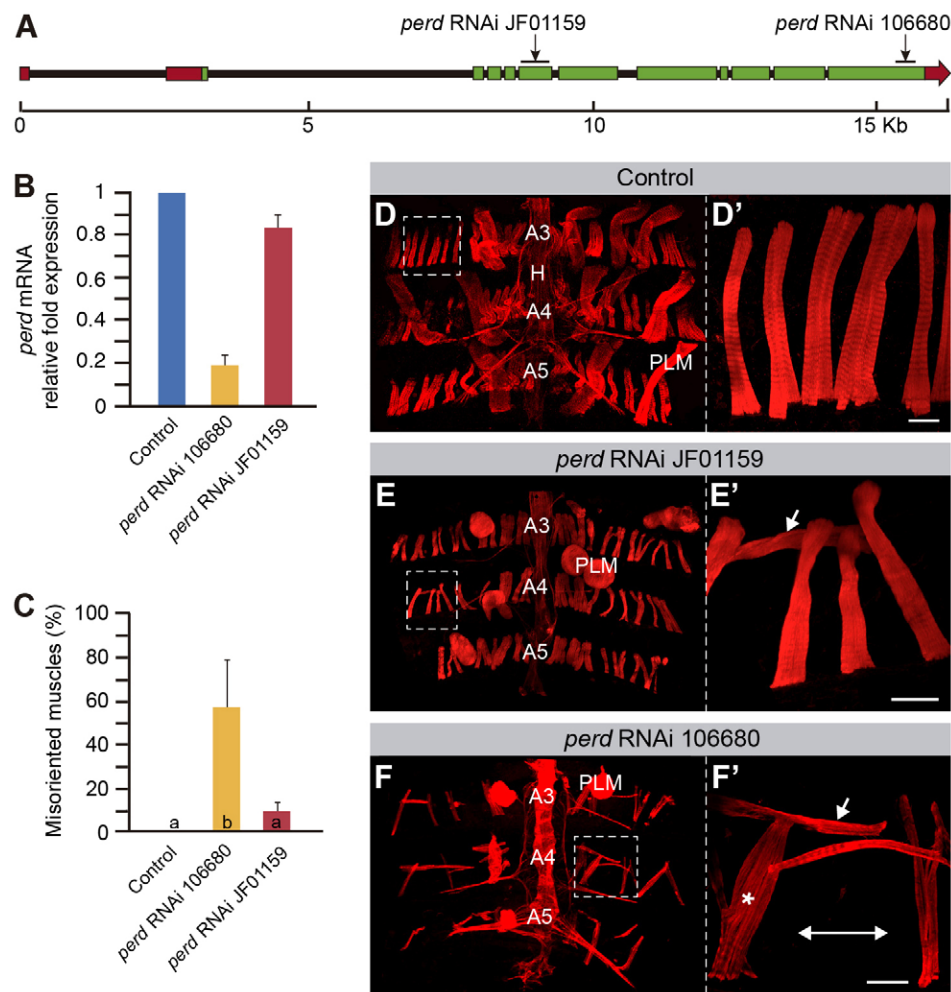 A
perd RNAi JF01159
perd RNAi 106680
0
5
10
15 Kb
B
perd mRNA
relative fold expression
1
0.8
0.6
0.4
0.2
0
Control
perd RNAi 106680
perd RNAi JF01159
C
Misoriented muscles (%)
100
80
60
40
20
0
a
b
a
Control
perd RNAi 106680
perd RNAi JF01159
Control
D
A3
H
A4
A5
PLM
D’
perd RNAi JF01159
E
A3
PLM
A4
A5
E’
perd RNAi 106680
F
A3
PLM
A4
A5
F’
*